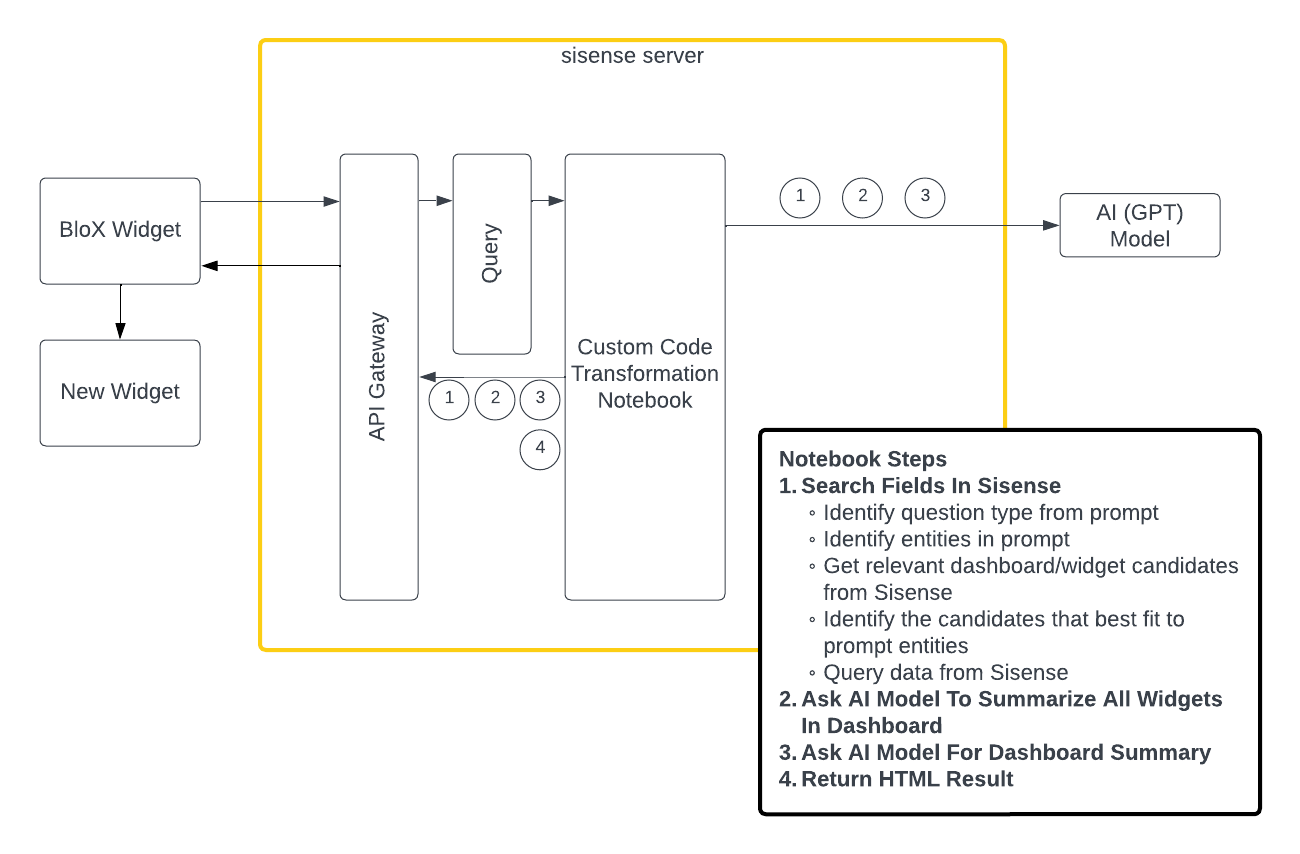 sisense server
BloX Widget
New Widget
API Gateway
Query
Custom Code
Transformation
Notebook
1 2 3
1 2 3
4
AI (GPT)
Model
Notebook Steps
1. Search Fields In Sisense
◦ Identify question type from prompt
◦ Identify entities in prompt
◦ Get relevant dashboard/widget candidates
from Sisense
◦ Identify the candidates that best fit to
prompt entities
◦ Query data from Sisense
2. Ask AI Model To Summarize All Widgets
In Dashboard
3. Ask AI Model For Dashboard Summary
4. Return HTML Result